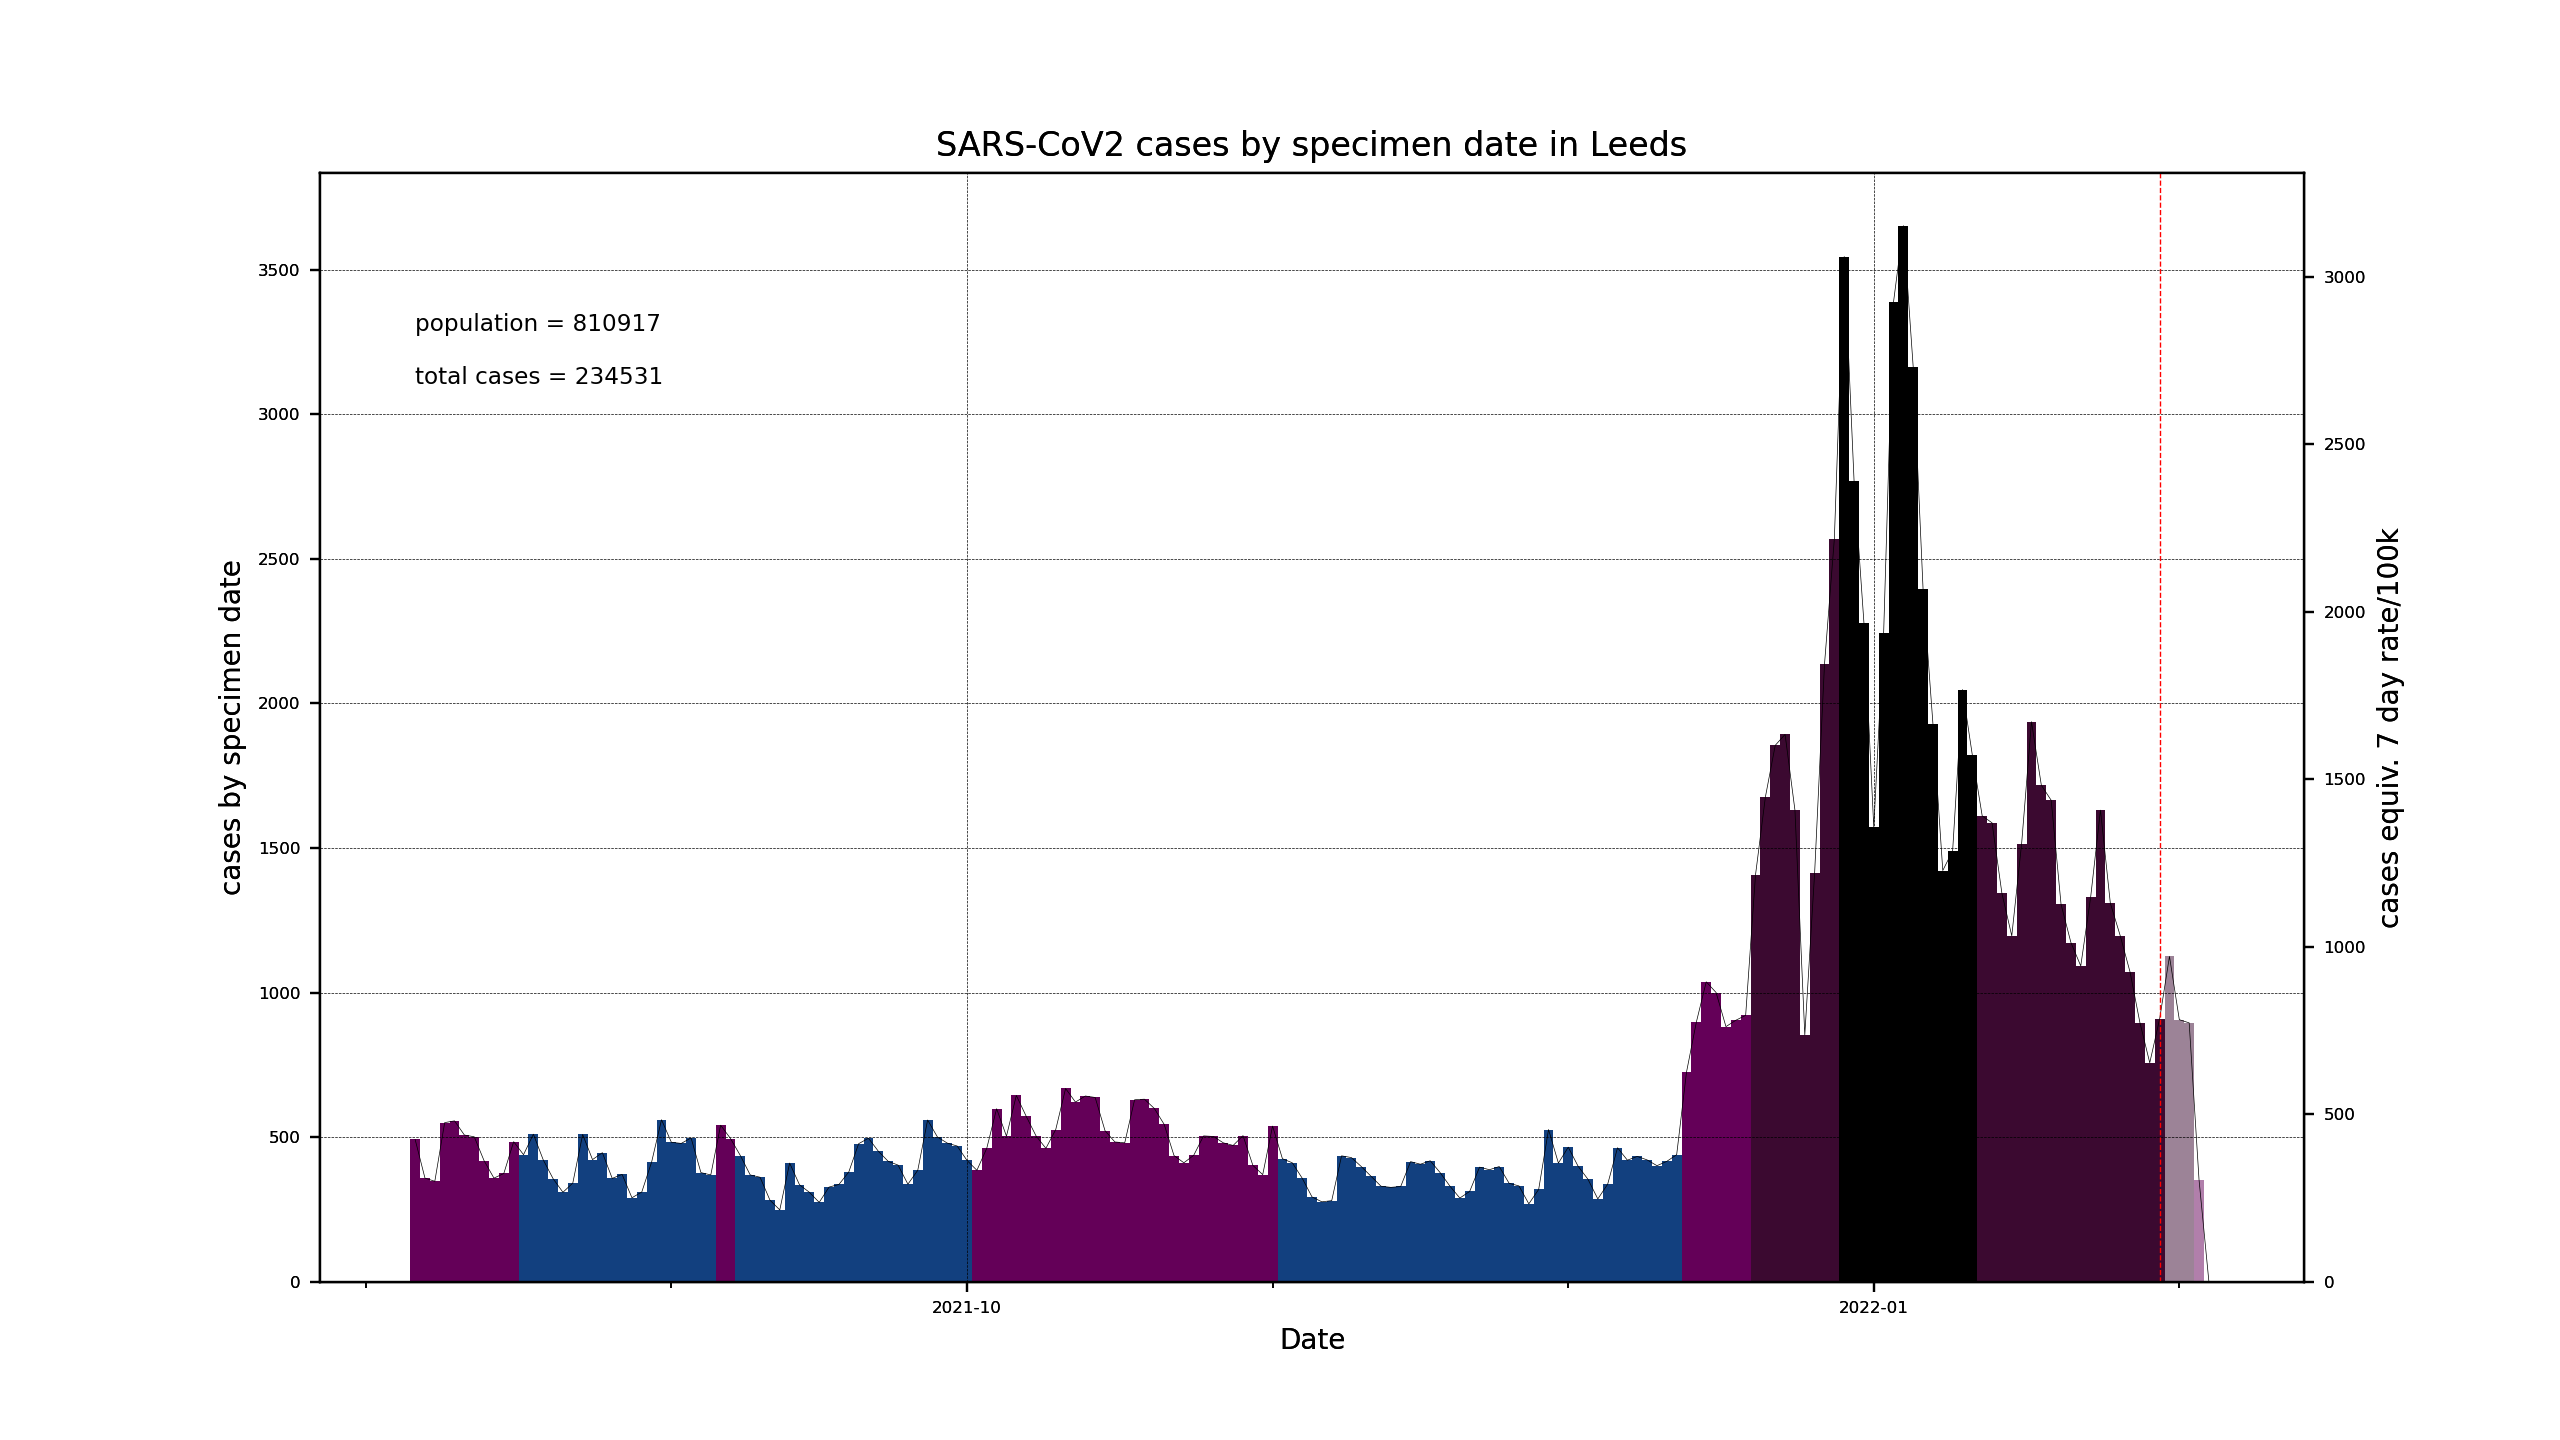 SARS-CoV2 cases by specimen date in Leeds
population = 810917
total cases = 234531
cases by specimen date
3500
3000
2500
2000
1500
1000
500
0
3000
2500
2000
1500
1000
500
0
cases equiv. 7 day rate/100k
2021-10
2022-01
Date